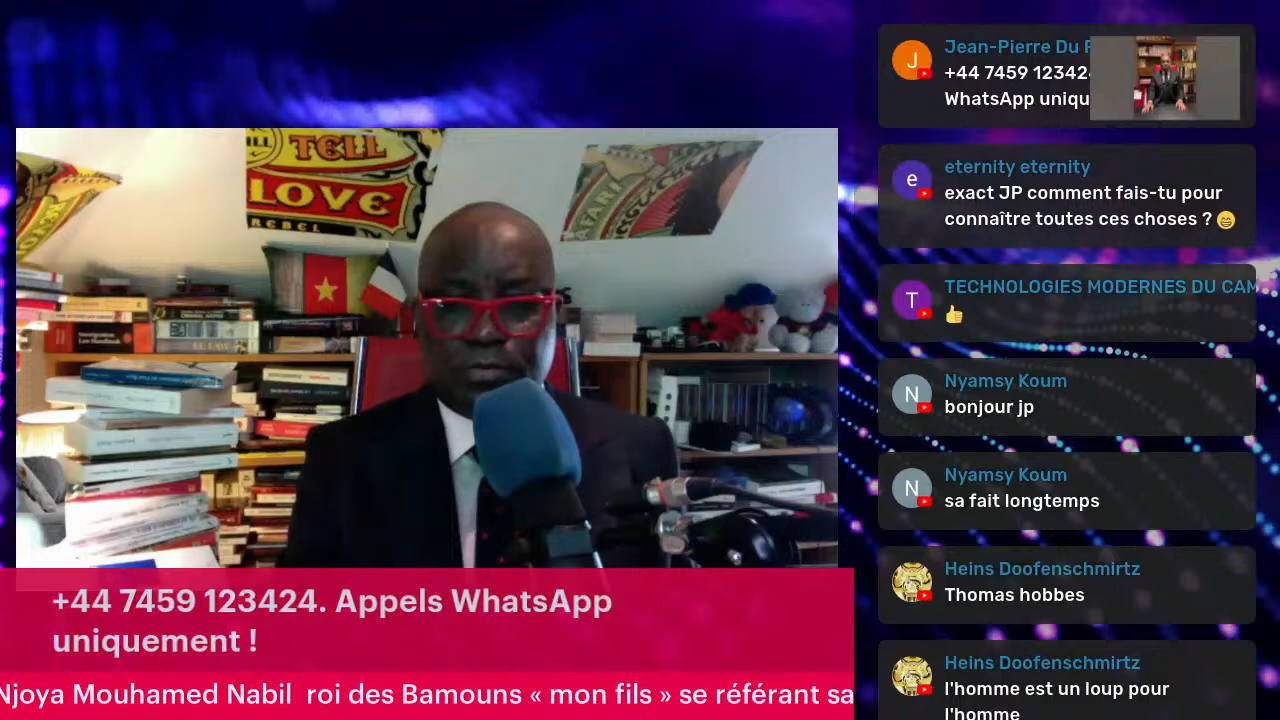 TELL
LOVE
REBEL
+44 7459 123424. Appels WhatsApp
uniquement !
Njoya Mouhamed Nabil roi des Bamouns « mon fils » se référant sa
J
Jean-Pierre Du
+44 7459 12342
WhatsApp uniqu
e
eternity eternity
exact JP comment fais-tu pour
connaître toutes ces choses ? 😄
T
TECHNOLOGIES MODERNES DU CAM
👍
N
Nyamsy Koum
bonjour jp
N
Nyamsy Koum
sa fait longtemps
Heins Doofenschmirtz
Thomas hobbes
Heins Doofenschmirtz
l'homme est un loup pour
l'homme